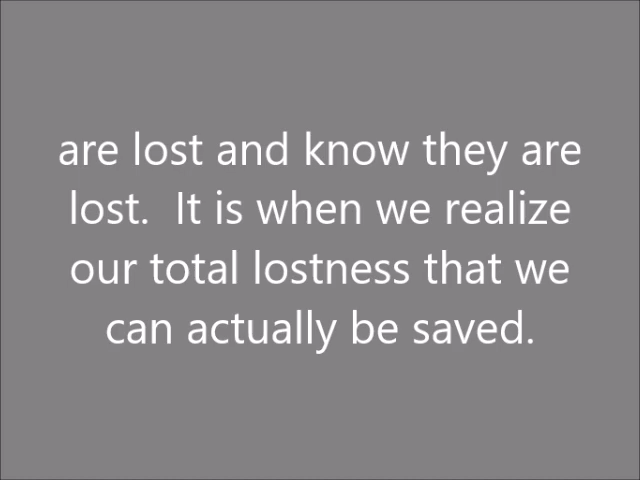 are lost and know they are
lost.  It is when we realize
our total lostness that we
can actually be saved.